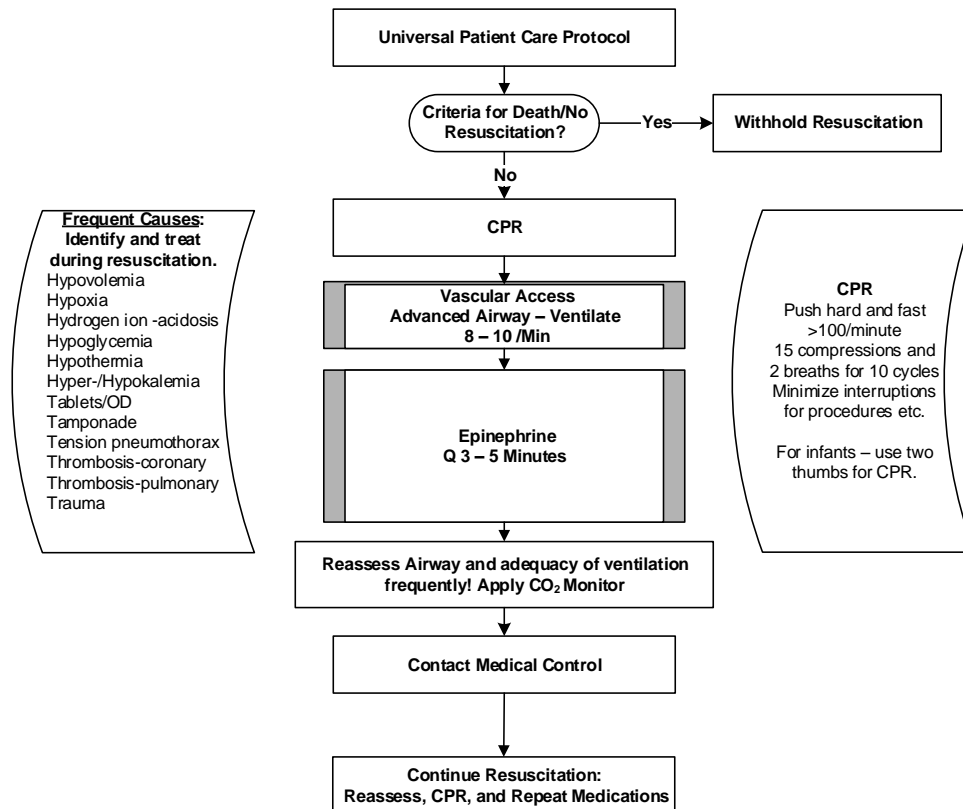 Universal Patient Care Protocol
Criteria for Death/No
Resuscitation?
Yes
Withhold Resuscitation
No
CPR
Frequent Causes:
Identify and treat
during resuscitation.
Hypovolemia
Hypoxia
Hydrogen ion -acidosis
Hypoglycemia
Hypothermia
Hyper-/Hypokalemia
Tablets/OD
Tamponade
Tension pneumothorax
Thrombosis-coronary
Thrombosis-pulmonary
Trauma
Vascular Access
Advanced Airway – Ventilate
8 – 10 /Min
Epinephrine
Q 3 – 5 Minutes
CPR
Push hard and fast
>100/minute
15 compressions and
2 breaths for 10 cycles
Minimize interruptions
for procedures etc.
For infants – use two
thumbs for CPR.
Reassess Airway and adequacy of ventilation
frequently! Apply CO₂ Monitor
Contact Medical Control
Continue Resuscitation:
Reassess, CPR, and Repeat Medications